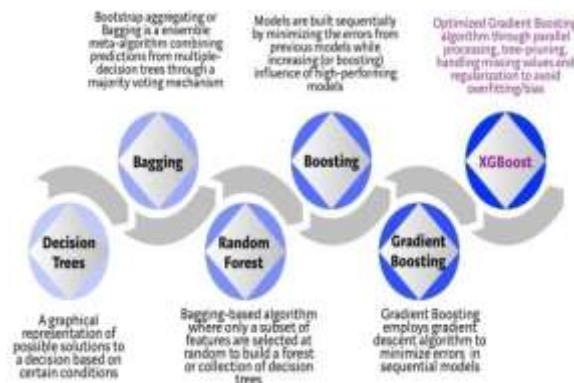 Bootstrap aggregating or
Bagging is a ensemble
meta-algorithm combining
predictions from multiple-
decision trees through a
majority voting mechanism
Models are built sequentially
by minimizing the errors from
previous models while
increasing (or boosting)
influence of high-performing
models
Optimized Gradient Boosting
algorithm through parallel
processing, tree-pruning,
handling missing values and
regularization to avoid
overfitting/bias
Bagging
Boosting
XGBoost
Decision
Trees
Random
Forest
Gradient
Boosting
A graphical
representation of
possible solutions to
a decision based on
certain conditions
Bagging-based algorithm
where only a subset of
features are selected at
random to build a forest
or collection of decision
trees
Gradient Boosting
employs gradient
descent algorithm to
minimize errors in
sequential models